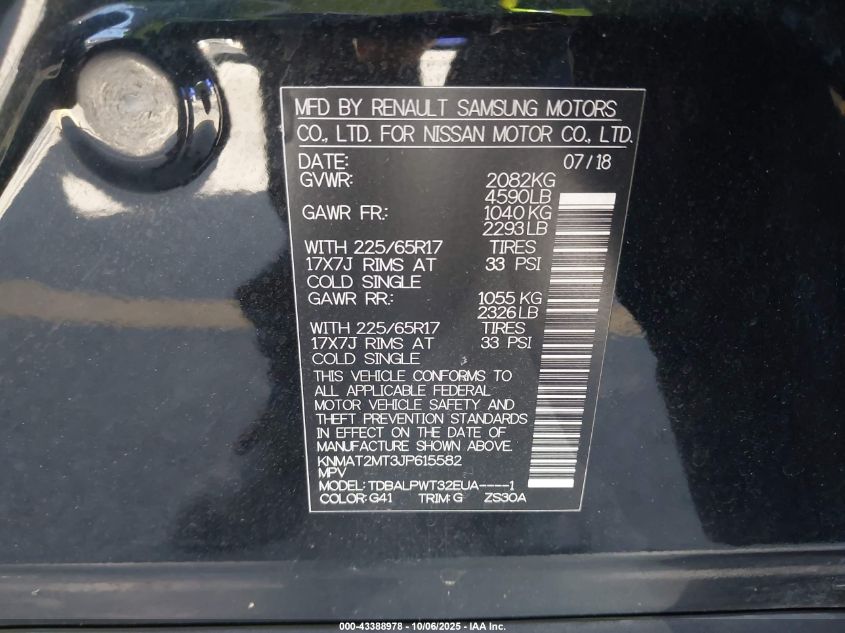 MFD BY RENAULT SAMSUNG MOTORS
CO., LTD. FOR NISSAN MOTOR CO., LTD.
DATE: 07/18
GVWR: 2082KG
4590LB
GAWR FR.: 1040 KG
2293 LB
WITH 225/65R17 TIRES
17X7J RIMS AT 33 PSI
COLD SINGLE
GAWR RR.: 1055 KG
2326 LB
WITH 225/65R17 TIRES
17X7J RIMS AT 33 PSI
COLD SINGLE
THIS VEHICLE CONFORMS TO
ALL APPLICABLE FEDERAL
MOTOR VEHICLE SAFETY AND
THEFT PREVENTION STANDARDS
IN EFFECT ON THE DATE OF
MANUFACTURE SHOWN ABOVE.
KNMAT2MT3JP615582
MPV
MODEL: TDBALPWT32EUA----1
COLOR: G41 TRIM: G ZS30A
000-43388978 - 10/06/2025 - IAA Inc.